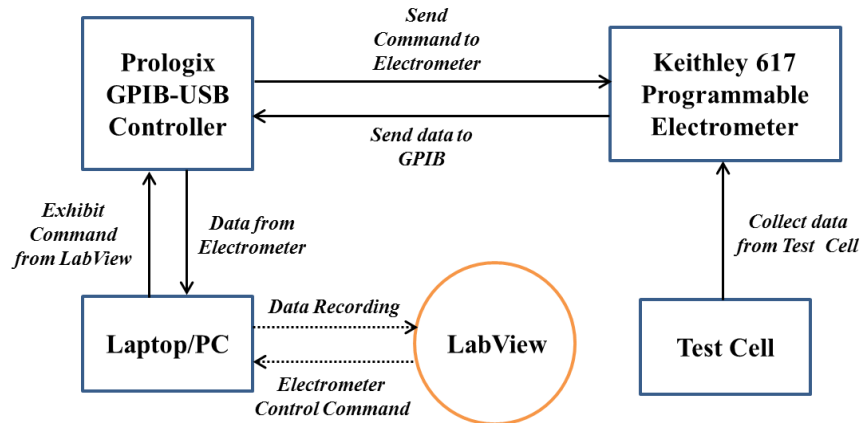 Send
Command to
Electrometer
Prologix
GPIB-USB
Controller
Keithley 617
Programmable
Electrometer
Send data to
GPIB
Exhibit
Command
from LabView
Data from
Electrometer
Collect data
from Test Cell
Laptop/PC
Data Recording
LabView
Test Cell
Electrometer
Control Command